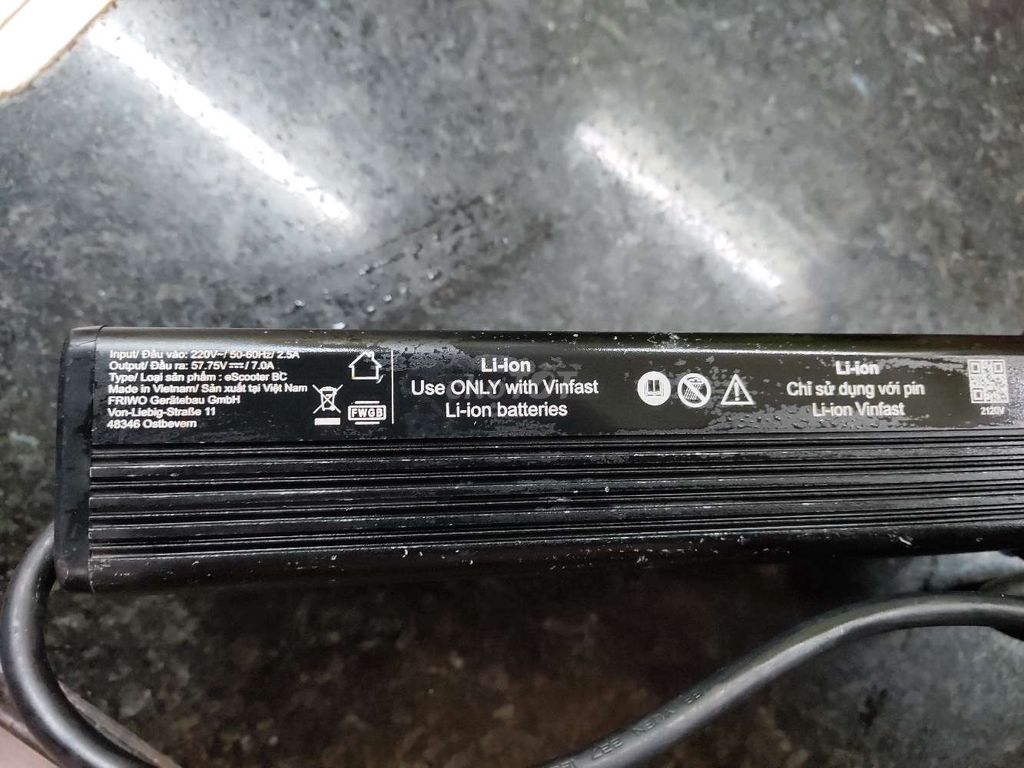 Input/ Đầu vào: 220V~/ 50-60Hz/ 2.5A
Output/ Đầu ra: 57.75V⎓/ 7.0A
Type/ Loại sản phẩm : eScooter BC
Made in Vietnam/ Sản xuất tại Việt Nam
FRIWO Gerätebau GmbH
Von-Liebig-Straße 11
48346 Ostbevern
FWGB
Li-ion
Use ONLY with Vinfast
Li-ion batteries
Li-ion
Chỉ sử dụng với pin
Li-ion Vinfast
2120V